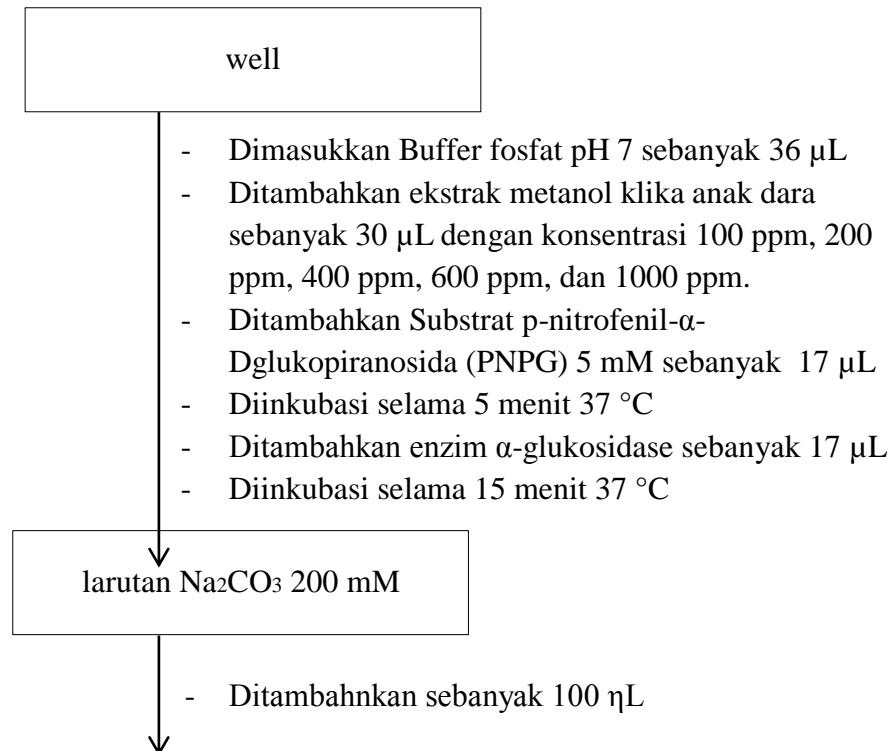 well
- Dimasukkan Buffer fosfat pH 7 sebanyak 36 µL
- Ditambahkan ekstrak metanol klika anak dara
sebanyak 30 µL dengan konsentrasi 100 ppm, 200
ppm, 400 ppm, 600 ppm, dan 1000 ppm.
- Ditambahkan Substrat p-nitrofenil-α-
Dglukopiranosida (PNPG) 5 mM sebanyak 17 µL
- Diinkubasi selama 5 menit 37 °C
- Ditambahkan enzim α-glukosidase sebanyak 17 µL
- Diinkubasi selama 15 menit 37 °C
larutan Na₂CO₃ 200 mM
- Ditambahnkan sebanyak 100 ηL